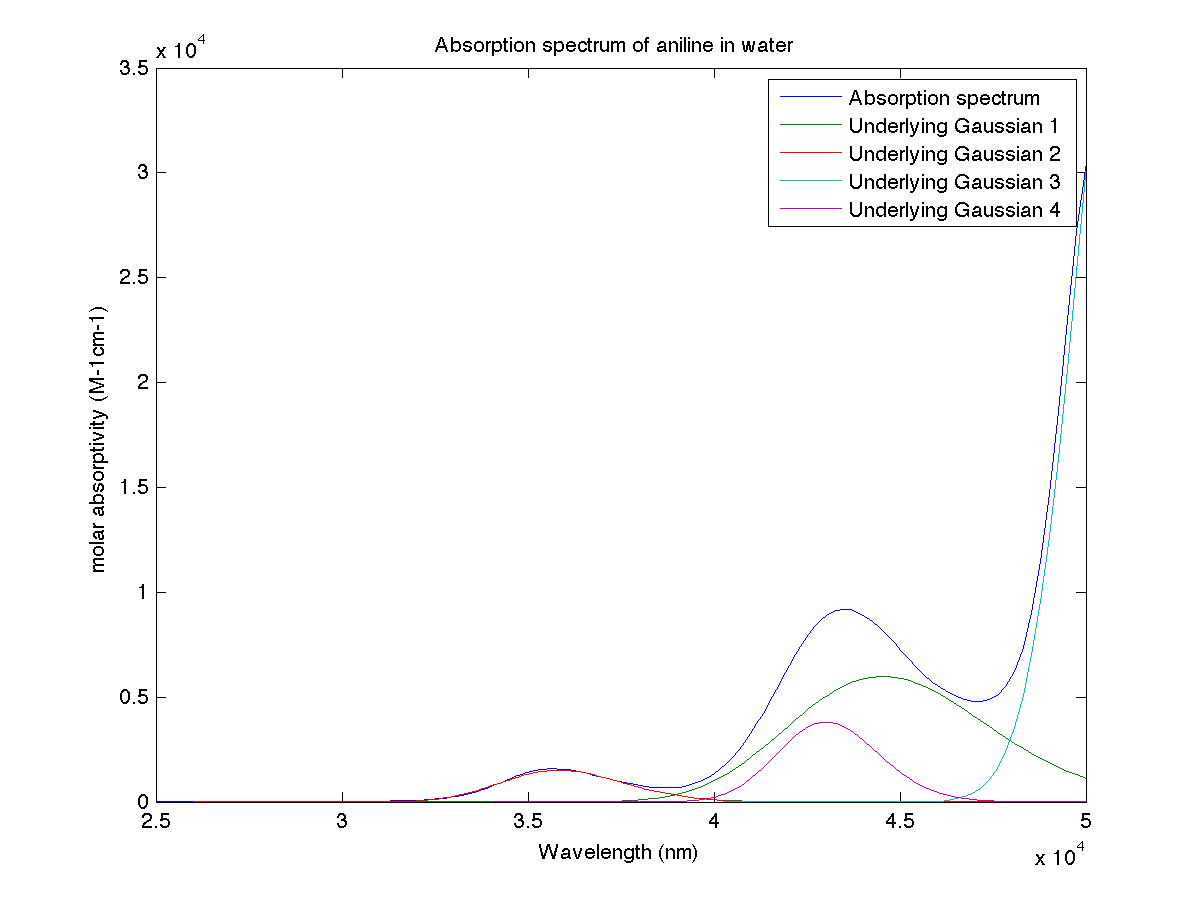 Absorption spectrum of aniline in water
x 10^4
3.5
3
2.5
2
1.5
1
0.5
0
molar absorptivity (M-1cm-1)
Absorption spectrum
Underlying Gaussian 1
Underlying Gaussian 2
Underlying Gaussian 3
Underlying Gaussian 4
2.5 3 3.5 4 4.5 5
Wavelength (nm)
x 10^4